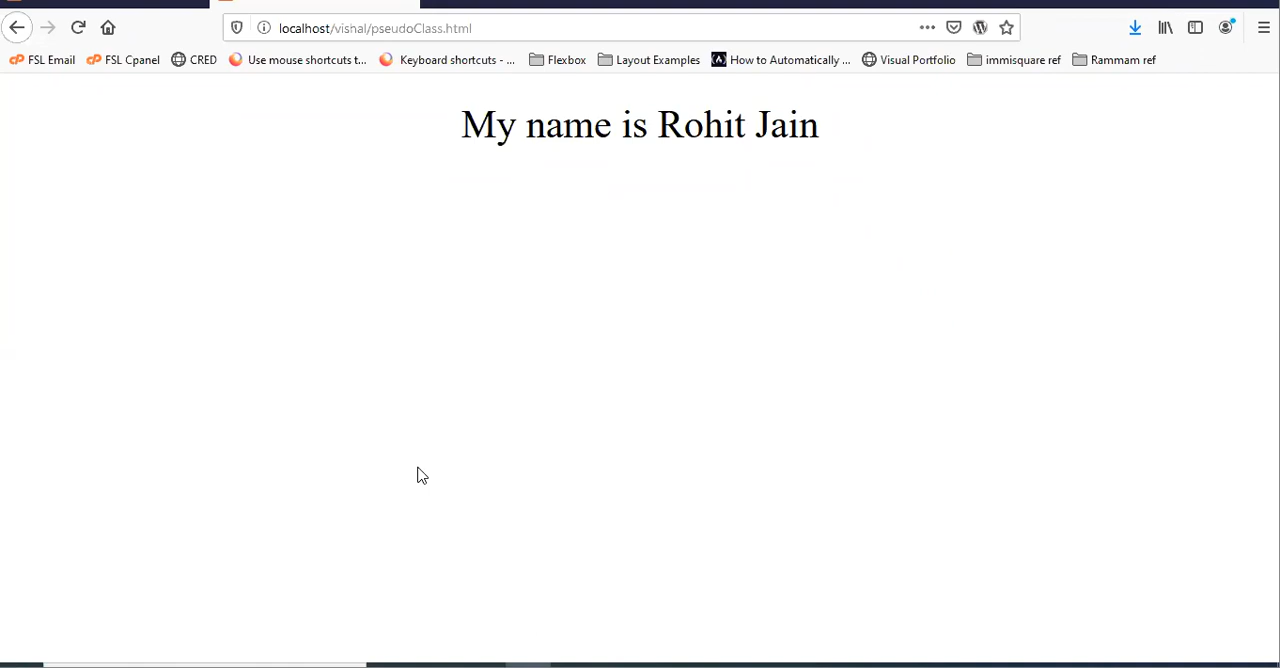 localhost/vishal/pseudoClass.html
FSL Email FSL Cpanel CRED Use mouse shortcuts t... Keyboard shortcuts - ... Flexbox Layout Examples How to Automatically ... Visual Portfolio immisquare ref Rammam ref
My name is Rohit Jain